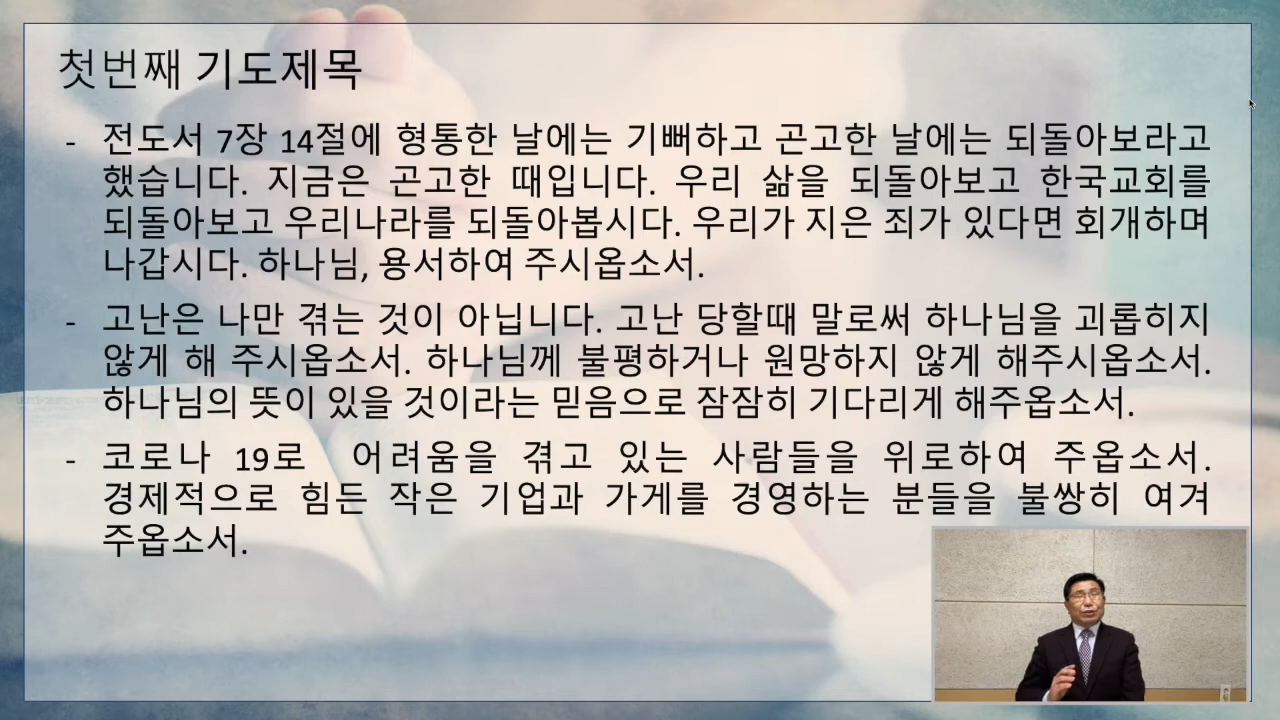 첫번째 기도제목
- 전도서 7장 14절에 형통한 날에는 기뻐하고 곤고한 날에는 되돌아보라고
했습니다. 지금은 곤고한 때입니다. 우리 삶을 되돌아보고 한국교회를
되돌아보고 우리나라를 되돌아봅시다. 우리가 지은 죄가 있다면 회개하며
나갑시다. 하나님, 용서하여 주시옵소서.
- 고난은 나만 겪는 것이 아닙니다. 고난 당할때 말로써 하나님을 괴롭히지
않게 해 주시옵소서. 하나님께 불평하거나 원망하지 않게 해주시옵소서.
하나님의 뜻이 있을 것이라는 믿음으로 잠잠히 기다리게 해주옵소서.
- 코로나 19로 어려움을 겪고 있는 사람들을 위로하여 주옵소서.
경제적으로 힘든 작은 기업과 가게를 경영하는 분들을 불쌍히 여겨
주옵소서.